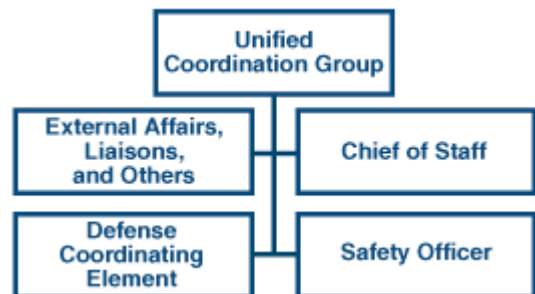 Unified
Coordination Group
External Affairs,
Liaisons,
and Others
Chief of Staff
Defense
Coordinating
Element
Safety Officer